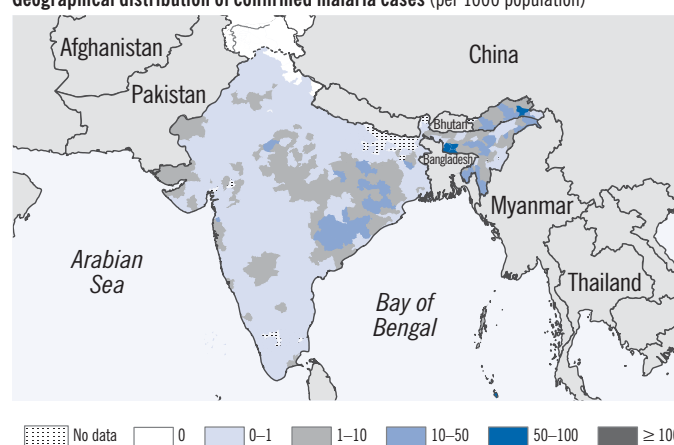 Geographical distribution of confirmed malaria cases (per 1000 population)
Afghanistan
China
Pakistan
Bhutan
Bangladesh
Myanmar
Arabian
Sea
Bay of
Bengal
Thailand
No data
0
0–1
1–10
10–50
50–100
≥ 100